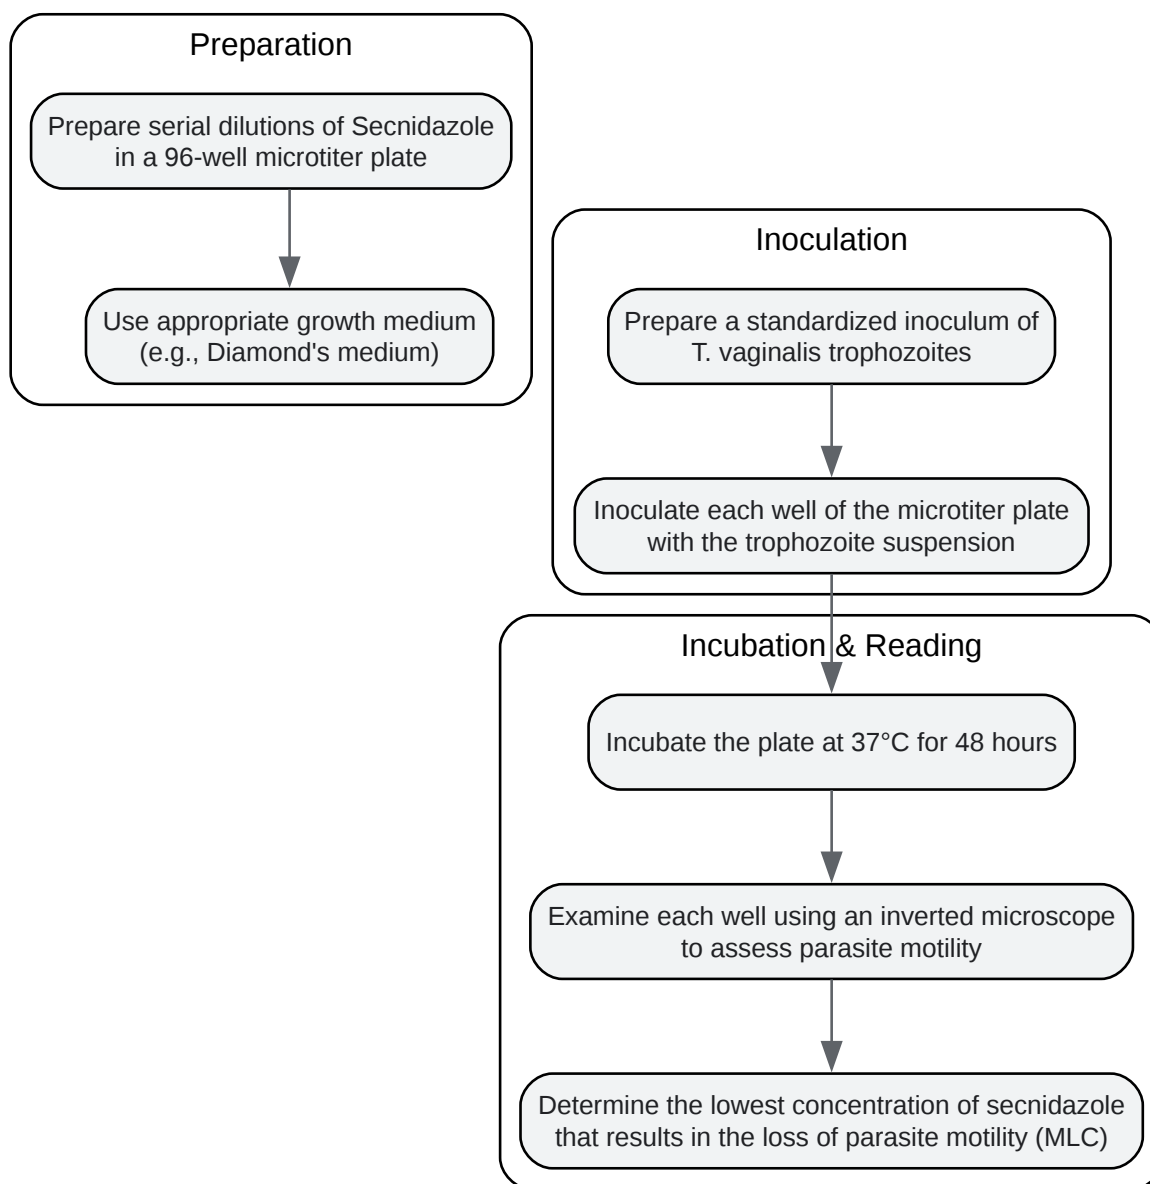 Preparation
Prepare serial dilutions of Secnidazole
in a 96-well microtiter plate
Use appropriate growth medium
(e.g., Diamond's medium)
Inoculation
Prepare a standardized inoculum of
T. vaginalis trophozoites
Inoculate each well of the microtiter plate
with the trophozoite suspension
Incubation & Reading
Incubate the plate at 37°C for 48 hours
Examine each well using an inverted microscope
to assess parasite motility
Determine the lowest concentration of secnidazole
that results in the loss of parasite motility (MLC)